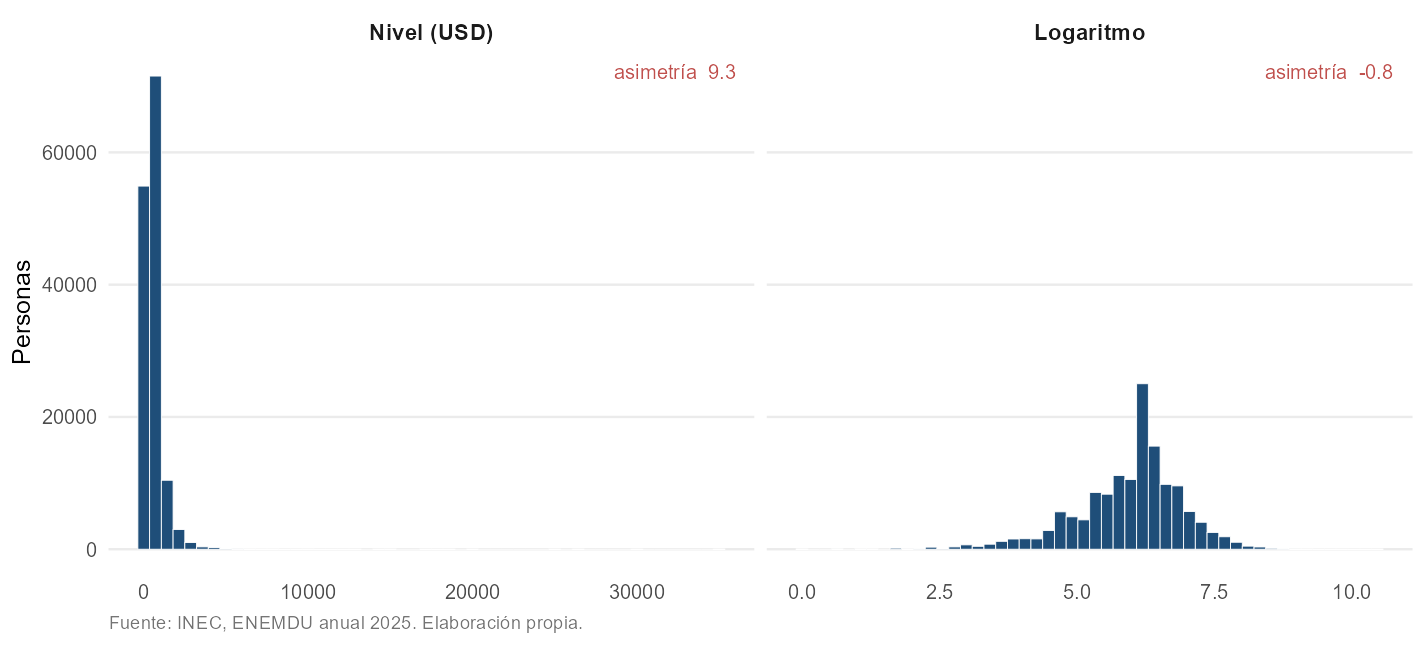 Nivel (USD)
Logaritmo
asimetría 9.3
asimetría -0.8
Personas
60000
40000
20000
0
0 10000 20000 30000
0.0 2.5 5.0 7.5 10.0
Fuente: INEC, ENEMDU anual 2025. Elaboración propia.